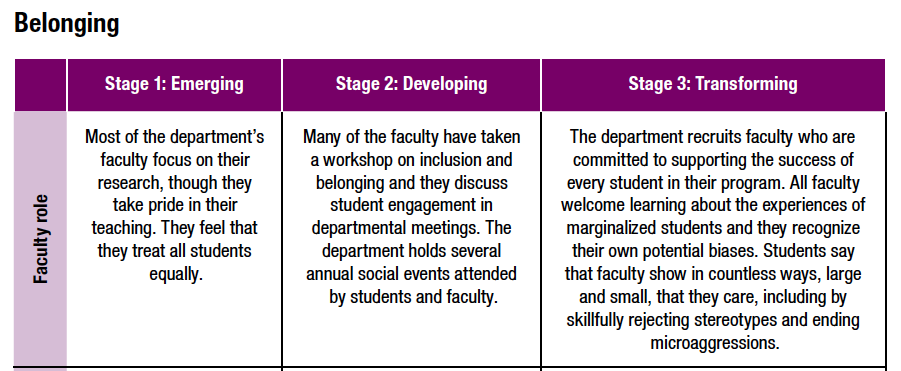 Belonging
Stage 1: Emerging
Stage 2: Developing
Stage 3: Transforming
Faculty role
Most of the department’s
faculty focus on their
research, though they
take pride in their
teaching. They feel that
they treat all students
equally.
Many of the faculty have taken
a workshop on inclusion and
belonging and they discuss
student engagement in
departmental meetings. The
department holds several
annual social events attended
by students and faculty.
The department recruits faculty who are
committed to supporting the success of
every student in their program. All faculty
welcome learning about the experiences of
marginalized students and they recognize
their own potential biases. Students say
that faculty show in countless ways, large
and small, that they care, including by
skillfully rejecting stereotypes and ending
microaggressions.